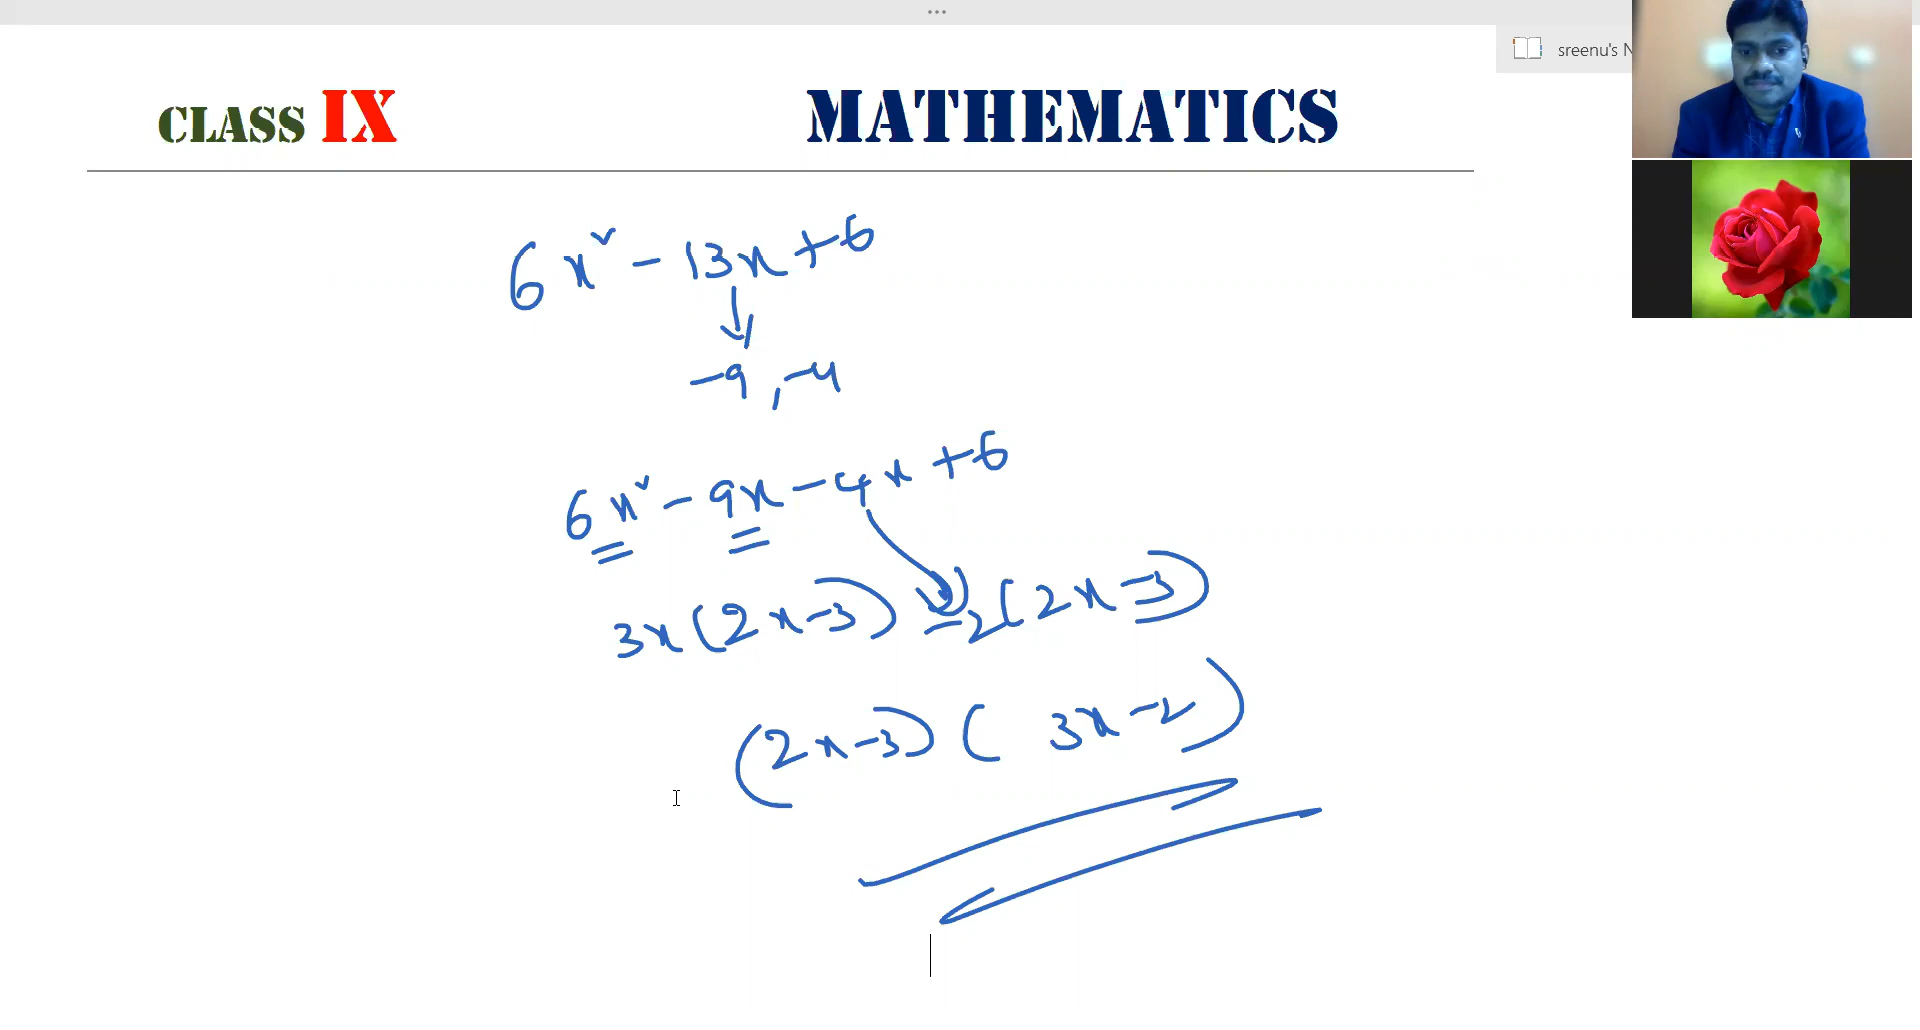 ...
sreenu's N
CLASS IX MATHEMATICS
6x² - 13x + 6
-9, -4
6x² - 9x - 4x + 6
3x(2x-3) -2(2x-3)
(2x-3)(3x-2)